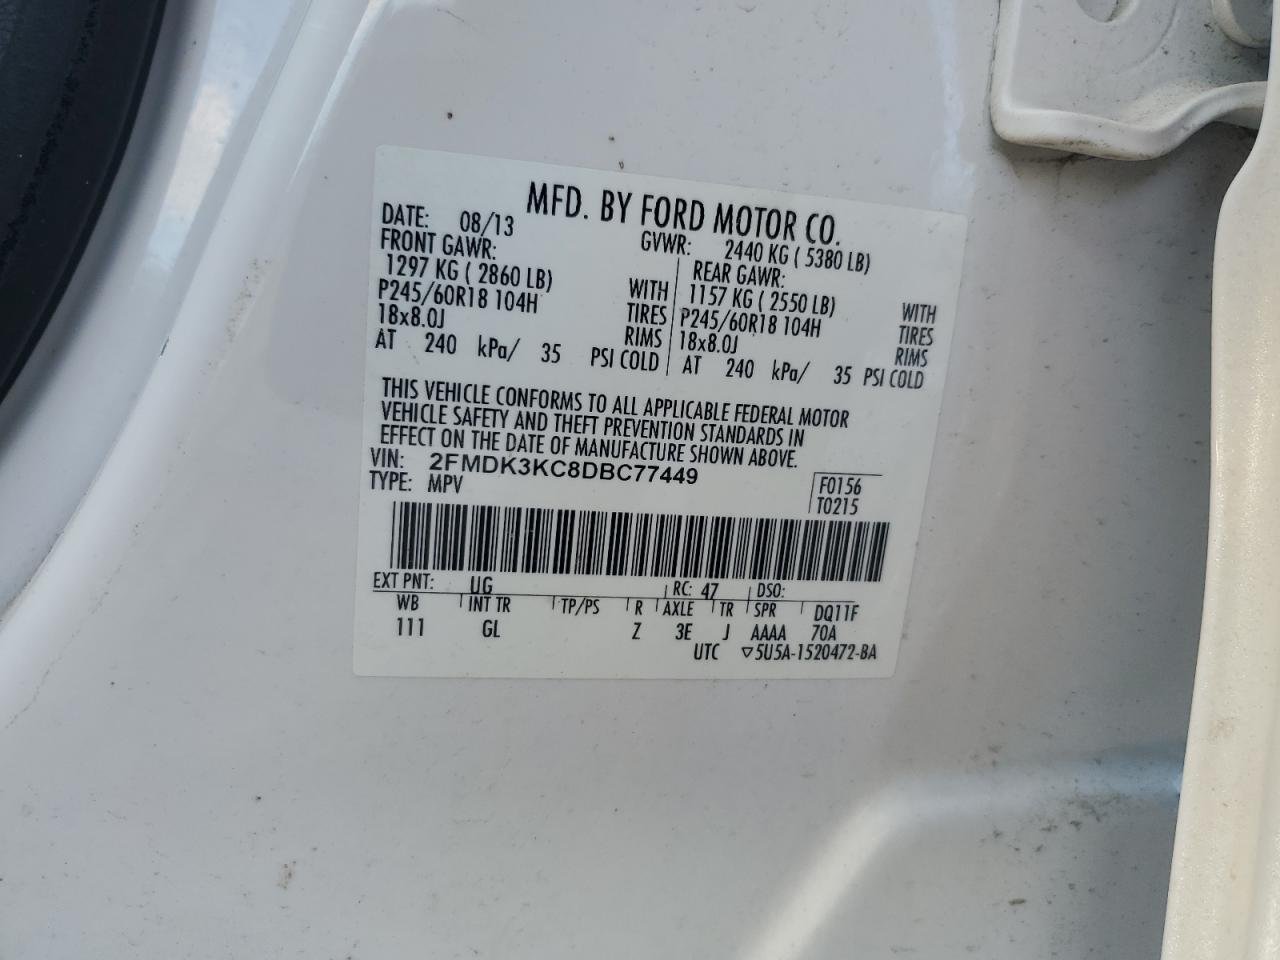 MFD. BY FORD MOTOR CO.
DATE: 08/13 GVWR: 2440 KG ( 5380 LB)
FRONT GAWR: REAR GAWR:
1297 KG ( 2860 LB) WITH 1157 KG ( 2550 LB) WITH
P245/60R18 104H TIRES P245/60R18 104H TIRES
18x8.0J RIMS 18x8.0J RIMS
AT 240 kPa/ 35 PSI COLD AT 240 kPa/ 35 PSI COLD
THIS VEHICLE CONFORMS TO ALL APPLICABLE FEDERAL MOTOR
VEHICLE SAFETY AND THEFT PREVENTION STANDARDS IN
EFFECT ON THE DATE OF MANUFACTURE SHOWN ABOVE.
VIN: 2FMDK3KC8DBC77449
TYPE: MPV
F0156
T0215
EXT PNT: UG RC: 47 DSO:
WB INT TR TP/PS R AXLE TR SPR DQ11F
111 GL Z 3E J AAAA 70A
UTC ▽5U5A-1520472-BA